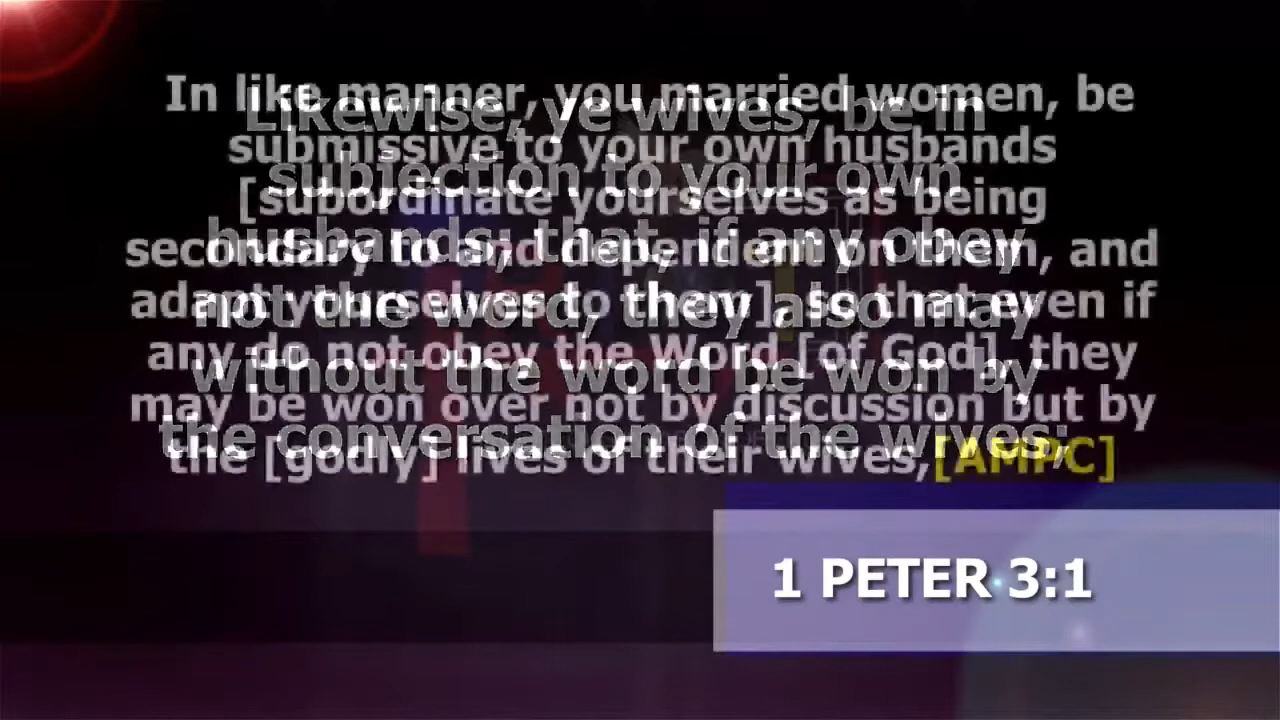 In like manner, you married women, be
submissive to your own husbands
[subordinate yourselves as being
secondary to and dependent on them, and
adapt yourselves to them], so that even if
any do not obey the Word [of God], they
may be won over not by discussion but by
the [godly] lives of their wives,[AMPC]
Likewise, ye wives, be in
subjection to your own
husbands; that, if any obey
not the word, they also may
without the word be won by
the conversation of the wives;
1 PETER 3:1